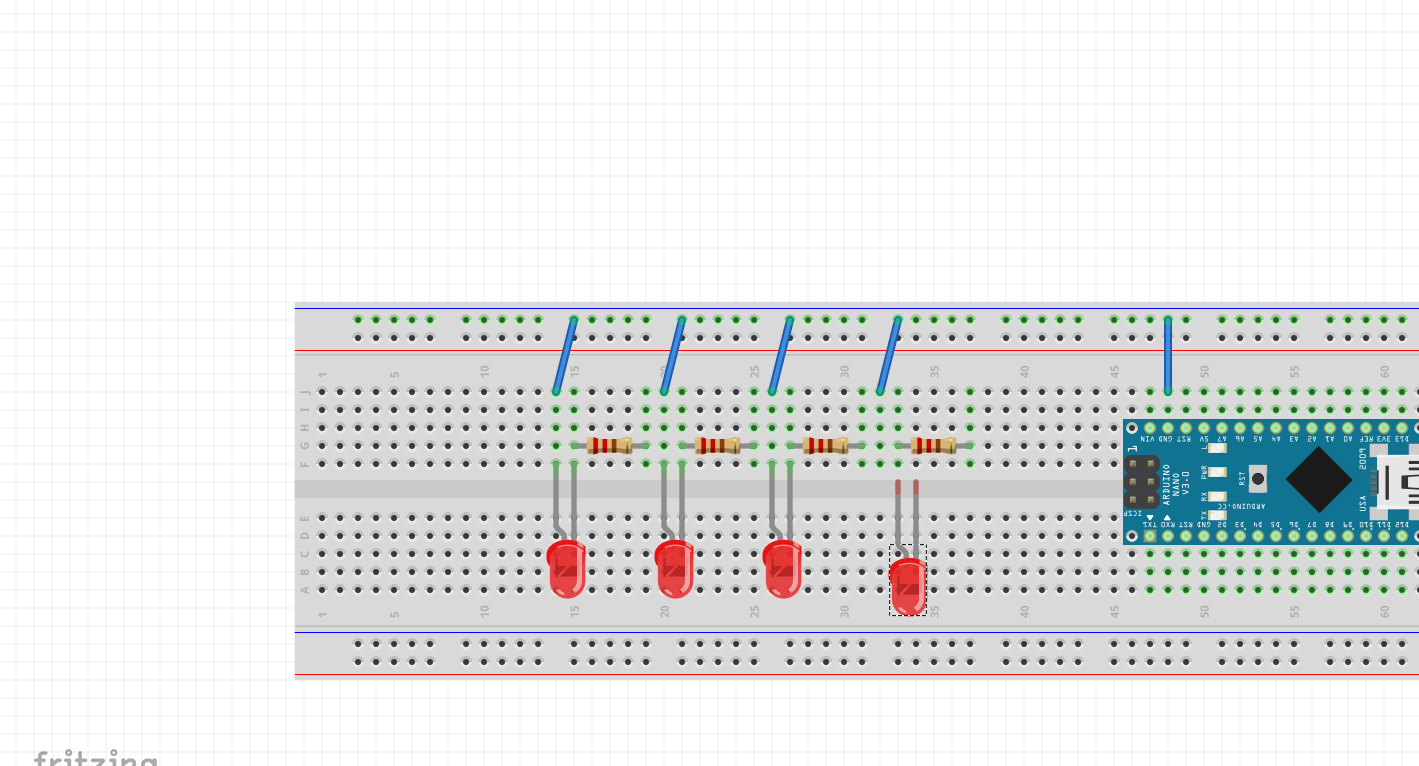 1 5 10 15 20 25 30 35 40 45 50 55 60
J
I
H
G
F
VIN GND RST 5V A7 A6 A5 A4 A3 A2 A1 A0 REF 3V3 D13
1
L
PWR
RX
TX
RST
ARDUINO
NANO
V3.0
ARDUINO.CC
USA
ICSP
TX1 RX0 RST GND D2 D3 D4 D5 D6 D7 D8 D9 D10 D11 D12
E
D
C
B
A
1 5 10 15 20 25 30 35 40 45 50 55 60
fritzing